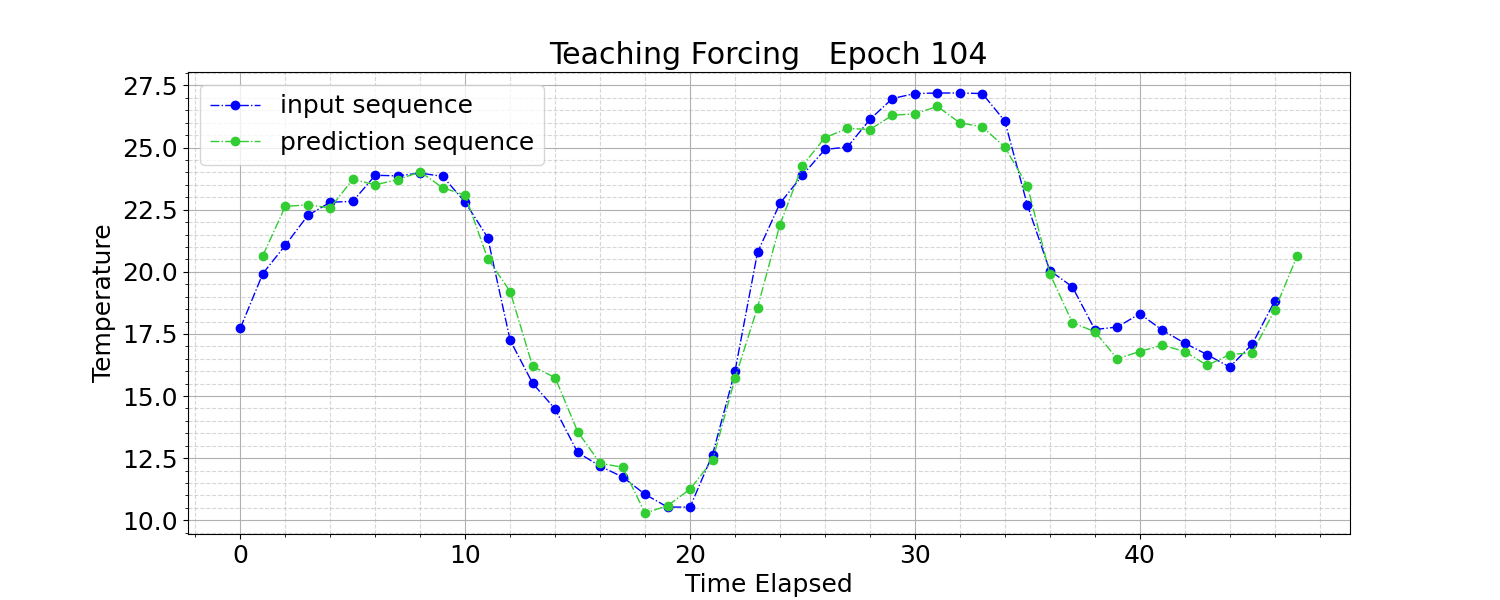 Teaching Forcing   Epoch 104
input sequence
prediction sequence
Temperature
27.5
25.0
22.5
20.0
17.5
15.0
12.5
10.0
0 10 20 30 40
Time Elapsed